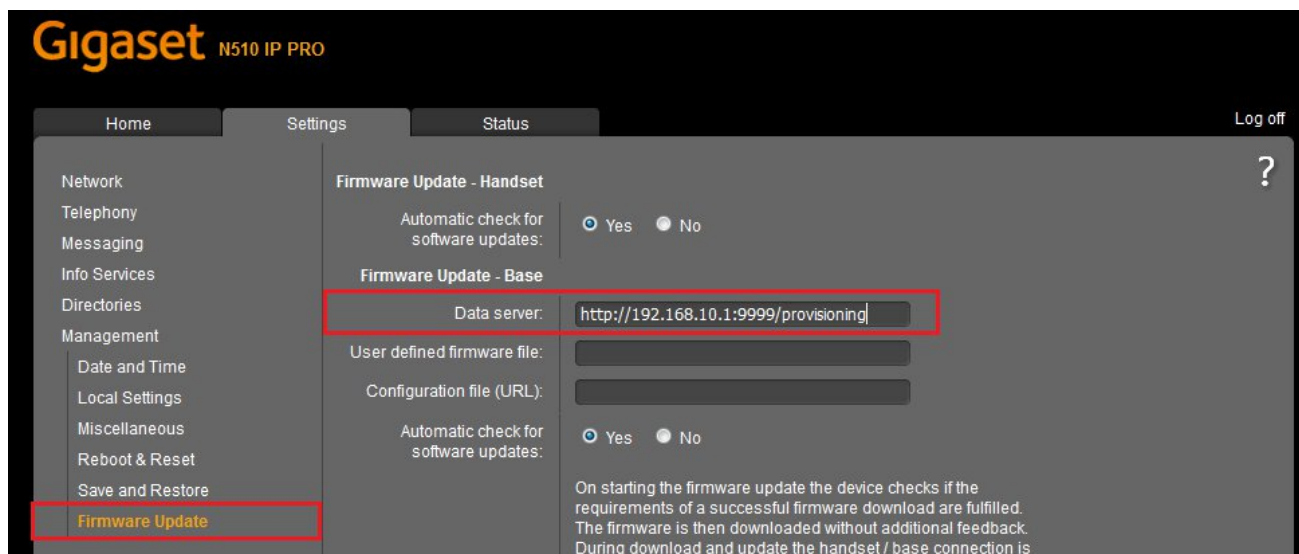 Gigaset N510 IP PRO
Home Settings Status Log off
?
Network
Telephony
Messaging
Info Services
Directories
Management
Date and Time
Local Settings
Miscellaneous
Reboot & Reset
Save and Restore
Firmware Update
Firmware Update - Handset
Automatic check for
software updates:
Yes No
Firmware Update - Base
Data server: http://192.168.10.1:9999/provisioning
User defined firmware file:
Configuration file (URL):
Automatic check for
software updates:
Yes No
On starting the firmware update the device checks if the
requirements of a successful firmware download are fulfilled.
The firmware is then downloaded without additional feedback.
During download and update the handset / base connection is